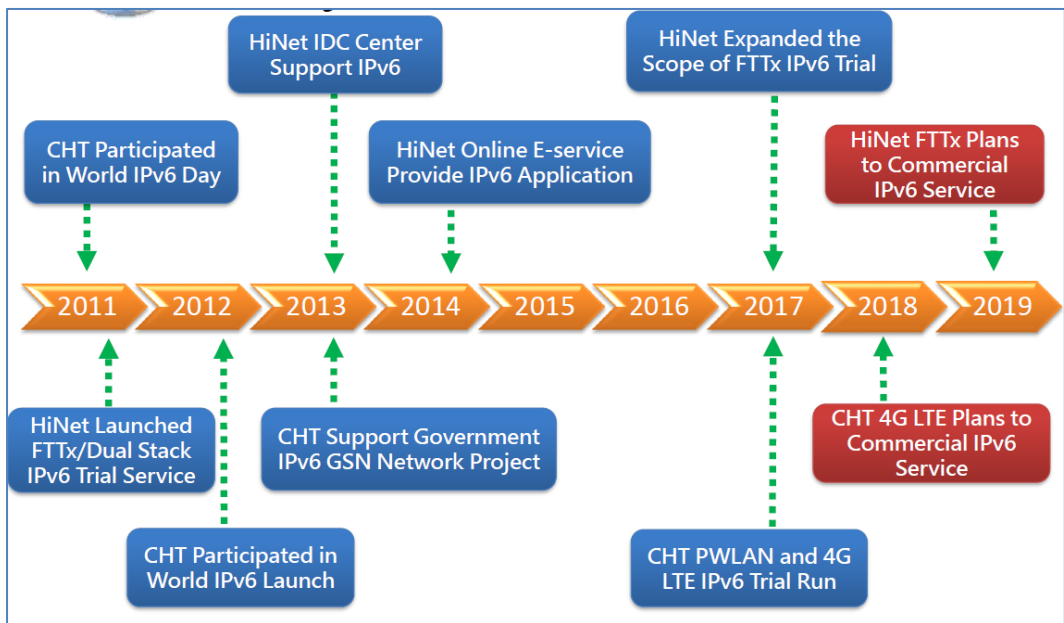 HiNet IDC Center
Support IPv6
HiNet Expanded the
Scope of FTTx IPv6 Trial
CHT Participated
in World IPv6 Day
HiNet Online E-service
Provide IPv6 Application
HiNet FTTx Plans
to Commercial
IPv6 Service
2011
2012
2013
2014
2015
2016
2017
2018
2019
HiNet Launched
FTTx/Dual Stack
IPv6 Trial Service
CHT Support Government
IPv6 GSN Network Project
CHT 4G LTE Plans to
Commercial IPv6
Service
CHT Participated in
World IPv6 Launch
CHT PWLAN and 4G
LTE IPv6 Trial Run